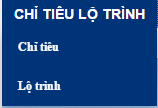 CHỈ TIÊU LỘ TRÌNH
Chỉ tiêu
Lộ trình